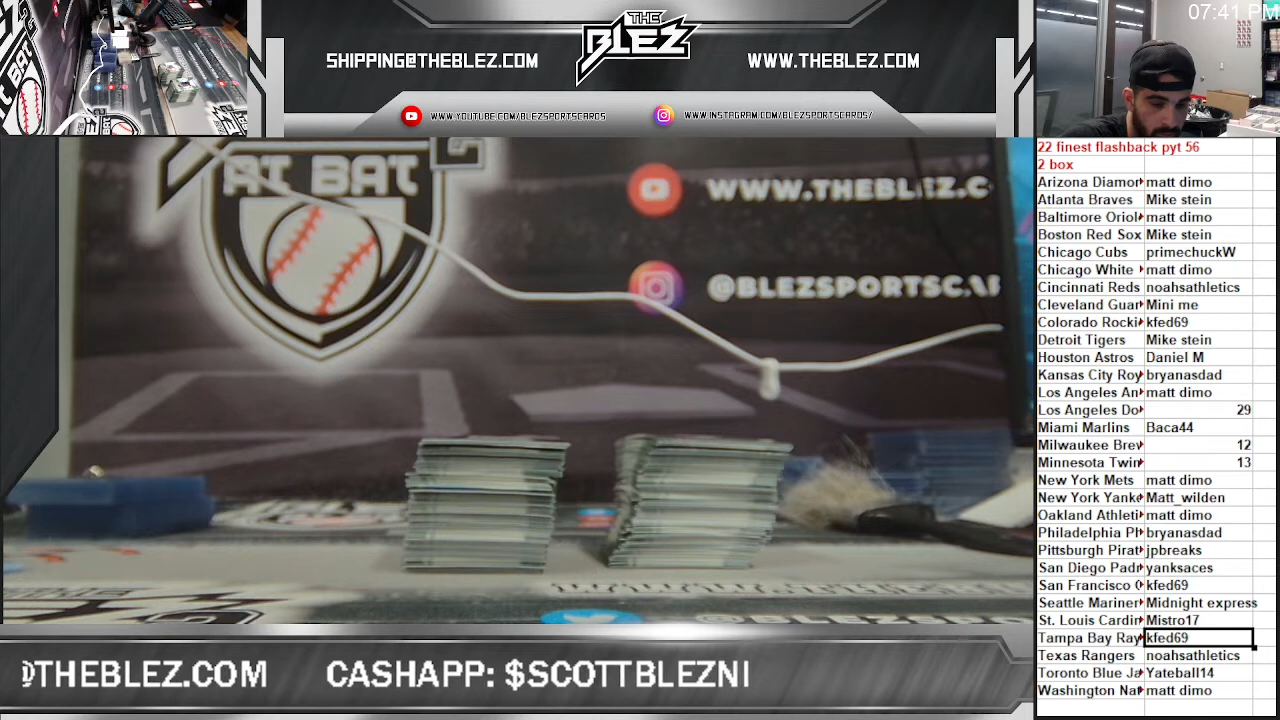 07:41 PM
THE
BLEZ
SHIPPING@THEBLEZ.COM
WWW.THEBLEZ.COM
WWW.YOUTUBE.COM/BLEZSPORTSCARDS
WWW.INSTAGRAM.COM/BLEZSPORTSCARDS/
AT BAT
WWW.THEBLEZ.C
@BLEZSPORTSCA
22 finest flashback pyt 56
2 box
Arizona Diamor matt dimo
Atlanta Braves Mike stein
Baltimore Oriol matt dimo
Boston Red Sox Mike stein
Chicago Cubs primechuckW
Chicago White matt dimo
Cincinnati Reds noahsathletics
Cleveland Guar Mini me
Colorado Rocki kfed69
Detroit Tigers Mike stein
Houston Astros Daniel M
Kansas City Roy bryanasdad
Los Angeles An matt dimo
Los Angeles Do 29
Miami Marlins Baca44
Milwaukee Brev 12
Minnesota Twin 13
New York Mets matt dimo
New York Yanke Matt_wilden
Oakland Athleti matt dimo
Philadelphia Ph bryanasdad
Pittsburgh Pirat jpbreaks
San Diego Padr yanksaces
San Francisco G kfed69
Seattle Mariner Midnight express
St. Louis Cardin Mistro17
Tampa Bay Ray kfed69
Texas Rangers noahsathletics
Toronto Blue Ja Yateball14
Washington Nat matt dimo
@THEBLEZ.COM
CASHAPP: $SCOTTBLEZNI